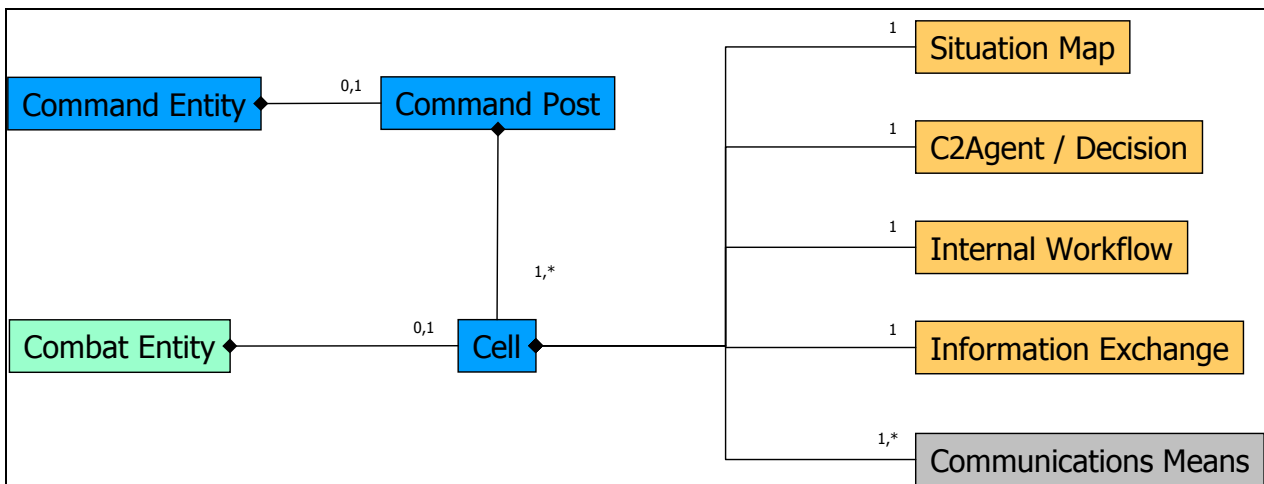 1
Situation Map
Command Entity
0,1
Command Post
1
C2Agent / Decision
1
Internal Workflow
1,*
Combat Entity
0,1
Cell
1
Information Exchange
1,*
Communications Means